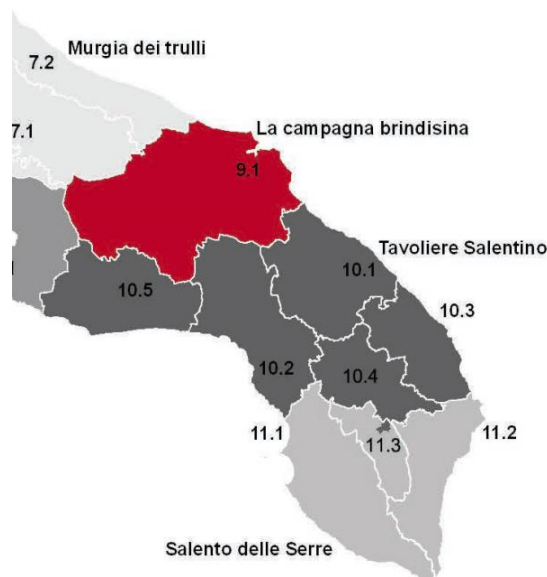 Murgia dei trulli
7.2
La campagna brindisina
7.1
9.1
Tavoliere Salentino
10.1
10.5
10.3
10.2
10.4
11.1
11.2
11.3
Salento delle Serre